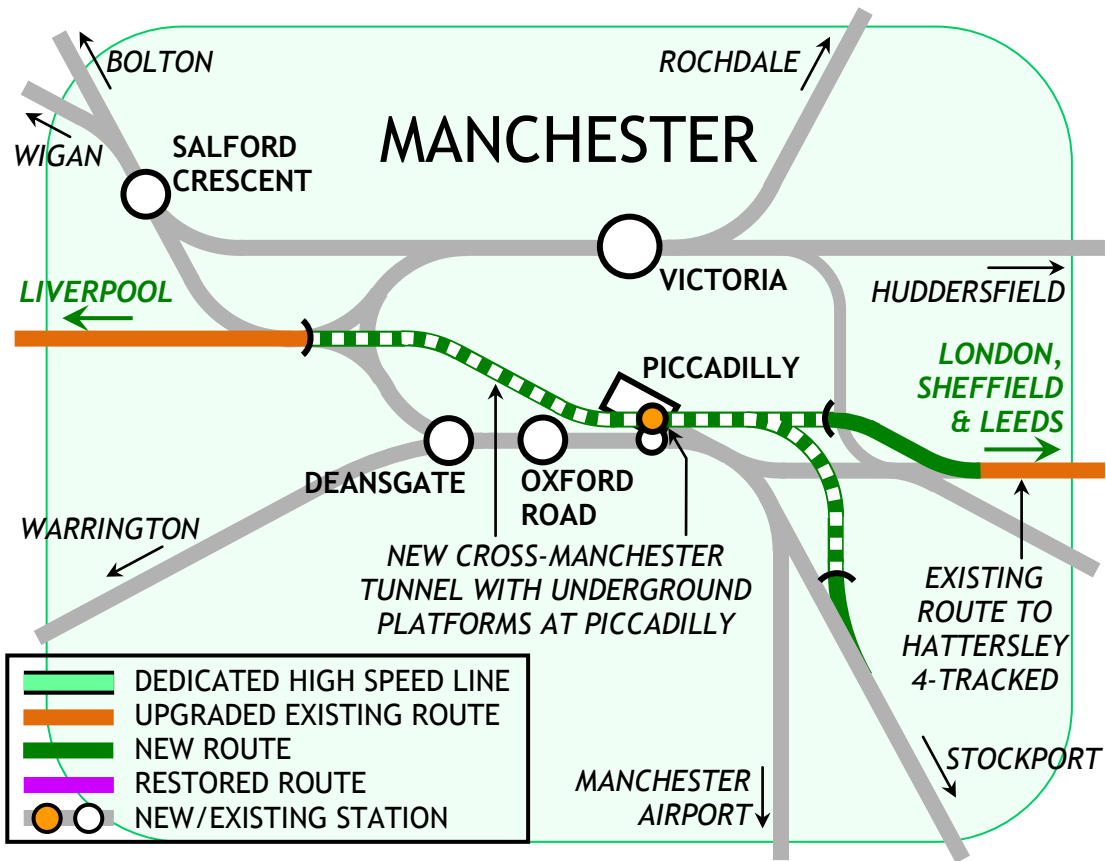 BOLTON
ROCHDALE
MANCHESTER
WIGAN
SALFORD
CRESCENT
VICTORIA
LIVERPOOL
HUDDERSFIELD
PICCADILLY
LONDON,
SHEFFIELD
& LEEDS
DEANSGATE
OXFORD
ROAD
WARRINGTON
NEW CROSS-MANCHESTER
TUNNEL WITH UNDERGROUND
PLATFORMS AT PICCADILLY
EXISTING
ROUTE TO
HATTERSLEY
4-TRACKED
DEDICATED HIGH SPEED LINE
UPGRADED EXISTING ROUTE
NEW ROUTE
RESTORED ROUTE
NEW/EXISTING STATION
MANCHESTER
AIRPORT
STOCKPORT